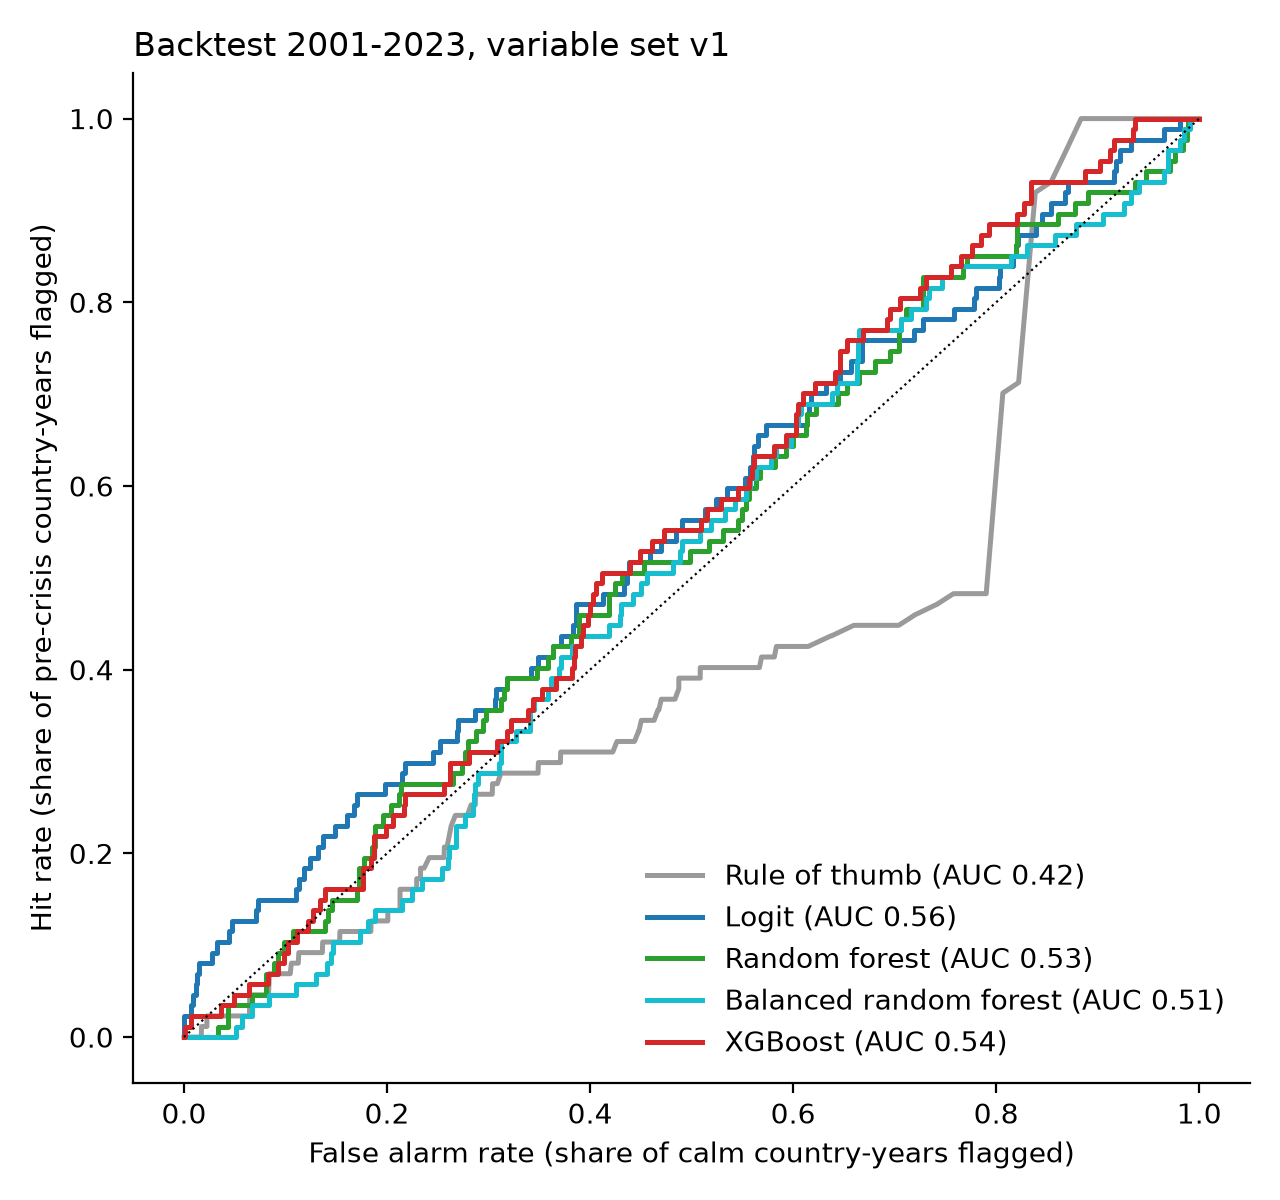 Backtest 2001-2023, variable set v1
Hit rate (share of pre-crisis country-years flagged)
1.0
0.8
0.6
0.4
0.2
0.0
Rule of thumb (AUC 0.42)
Logit (AUC 0.56)
Random forest (AUC 0.53)
Balanced random forest (AUC 0.51)
XGBoost (AUC 0.54)
0.0 0.2 0.4 0.6 0.8 1.0
False alarm rate (share of calm country-years flagged)